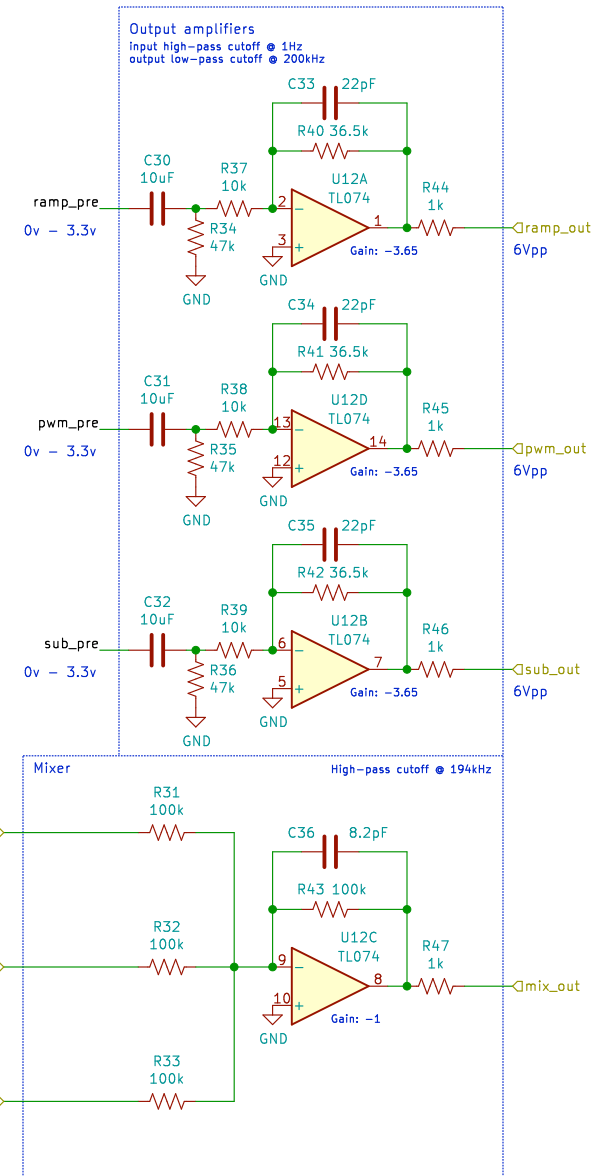 Output amplifiers
input high-pass cutoff @ 1Hz
output low-pass cutoff @ 200kHz
C33 22pF
R40 36.5k
C30
10uF
R37
10k
U12A
TL074
R44
1k
ramp_pre
0v - 3.3v
R34
47k
2
3
1
Gain: -3.65
ramp_out
6Vpp
GND
GND
C34 22pF
R41 36.5k
C31
10uF
R38
10k
U12D
TL074
R45
1k
pwm_pre
0v - 3.3v
R35
47k
13
12
14
Gain: -3.65
pwm_out
6Vpp
GND
GND
C35 22pF
R42 36.5k
C32
10uF
R39
10k
U12B
TL074
R46
1k
sub_pre
0v - 3.3v
R36
47k
6
5
7
Gain: -3.65
sub_out
6Vpp
GND
GND
Mixer
High-pass cutoff @ 194kHz
R31
100k
C36 8.2pF
R43 100k
R32
100k
U12C
TL074
R47
1k
9
10
8
mix_out
Gain: -1
GND
R33
100k